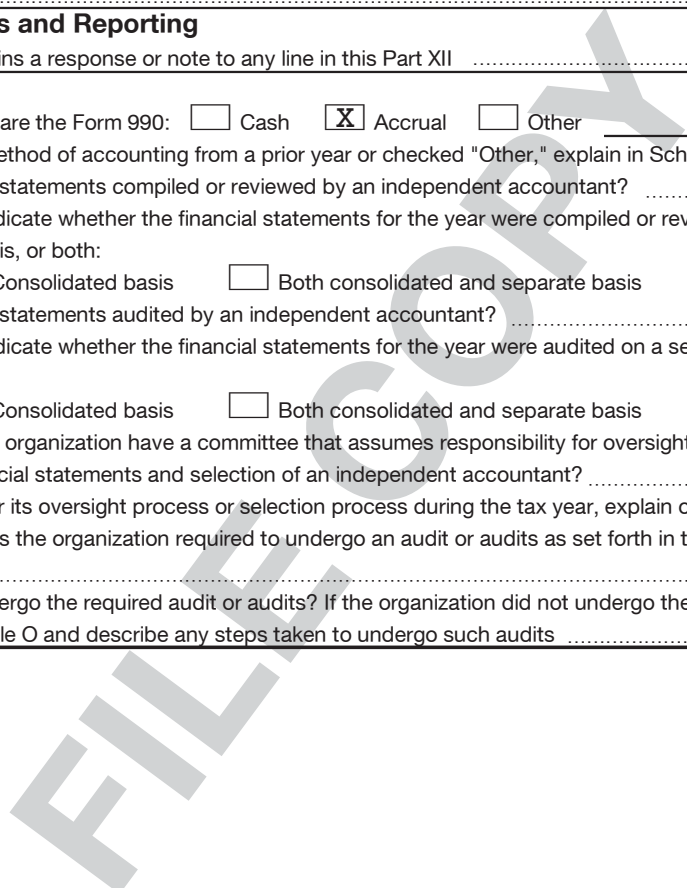 s and Reporting
ins a response or note to any line in this Part XII
are the Form 990: Cash X Accrual Other
ethod of accounting from a prior year or checked "Other," explain in Sch
statements compiled or reviewed by an independent accountant?
dicate whether the financial statements for the year were compiled or rev
is, or both:
Consolidated basis Both consolidated and separate basis
statements audited by an independent accountant?
dicate whether the financial statements for the year were audited on a se
Consolidated basis Both consolidated and separate basis
organization have a committee that assumes responsibility for oversight
cial statements and selection of an independent accountant?
r its oversight process or selection process during the tax year, explain o
s the organization required to undergo an audit or audits as set forth in t
ergo the required audit or audits? If the organization did not undergo the
le O and describe any steps taken to undergo such audits
FILE COPY